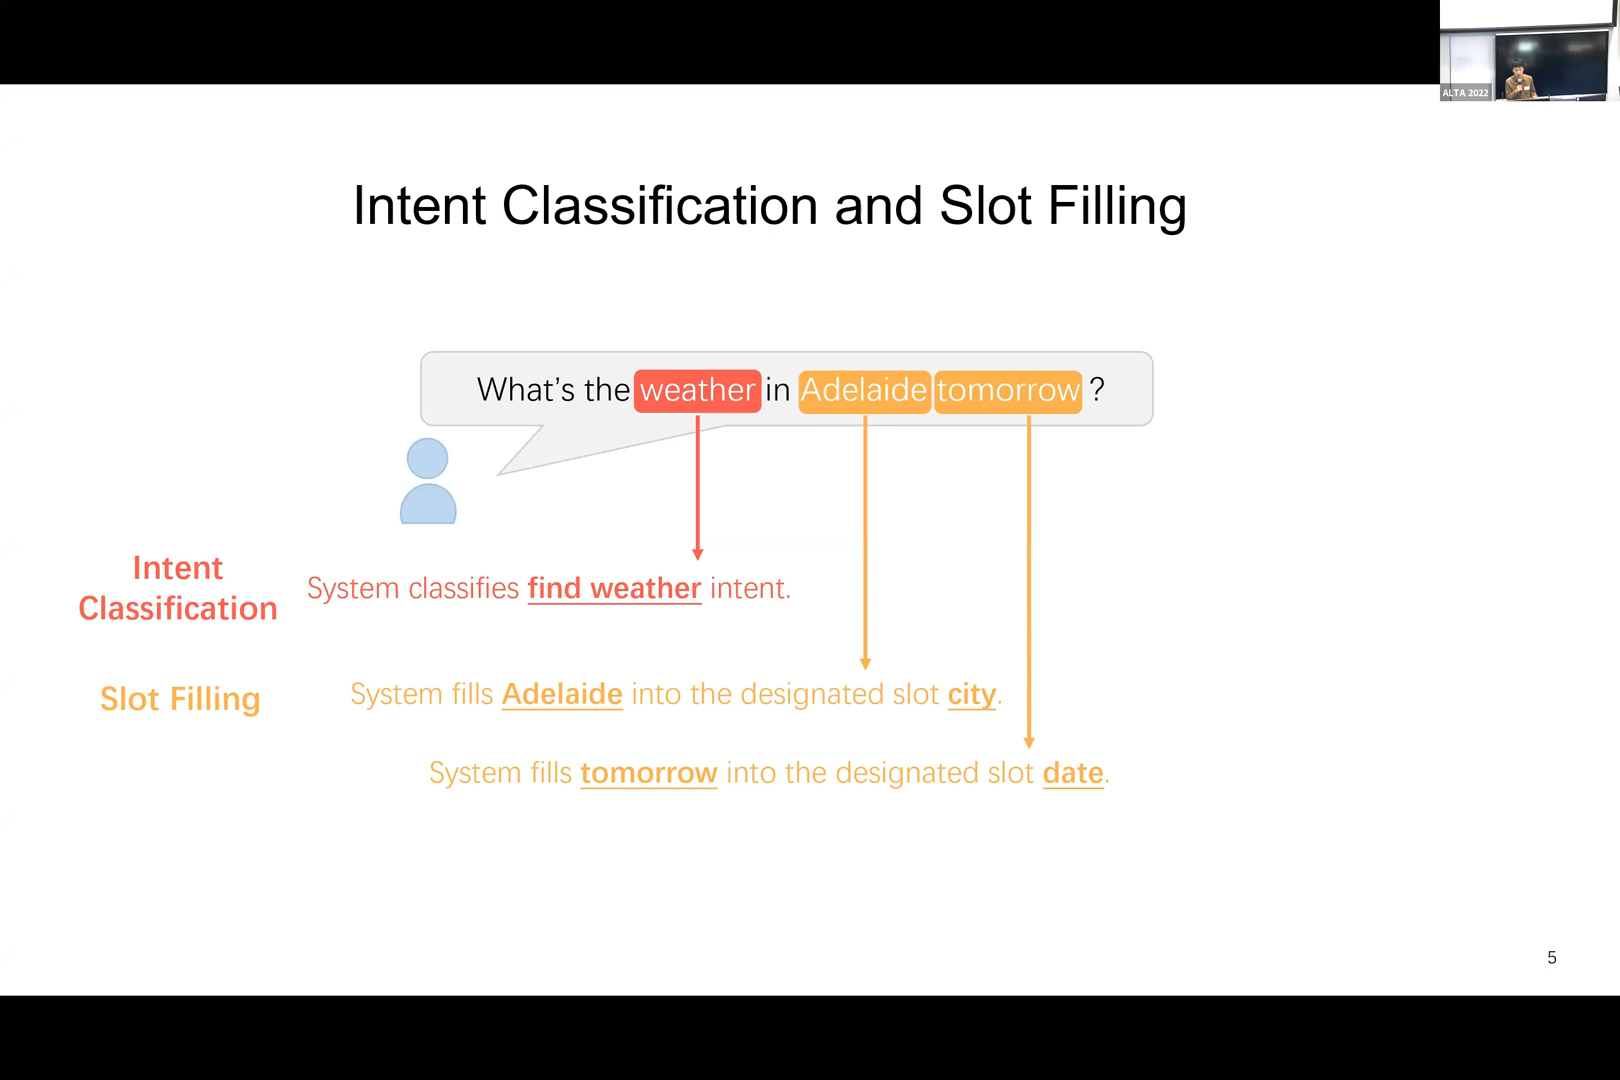 ALTA 2022
Intent Classification and Slot Filling
What's the weather in Adelaide tomorrow ?
Intent
Classification
System classifies find weather intent.
Slot Filling
System fills Adelaide into the designated slot city.
System fills tomorrow into the designated slot date.
5